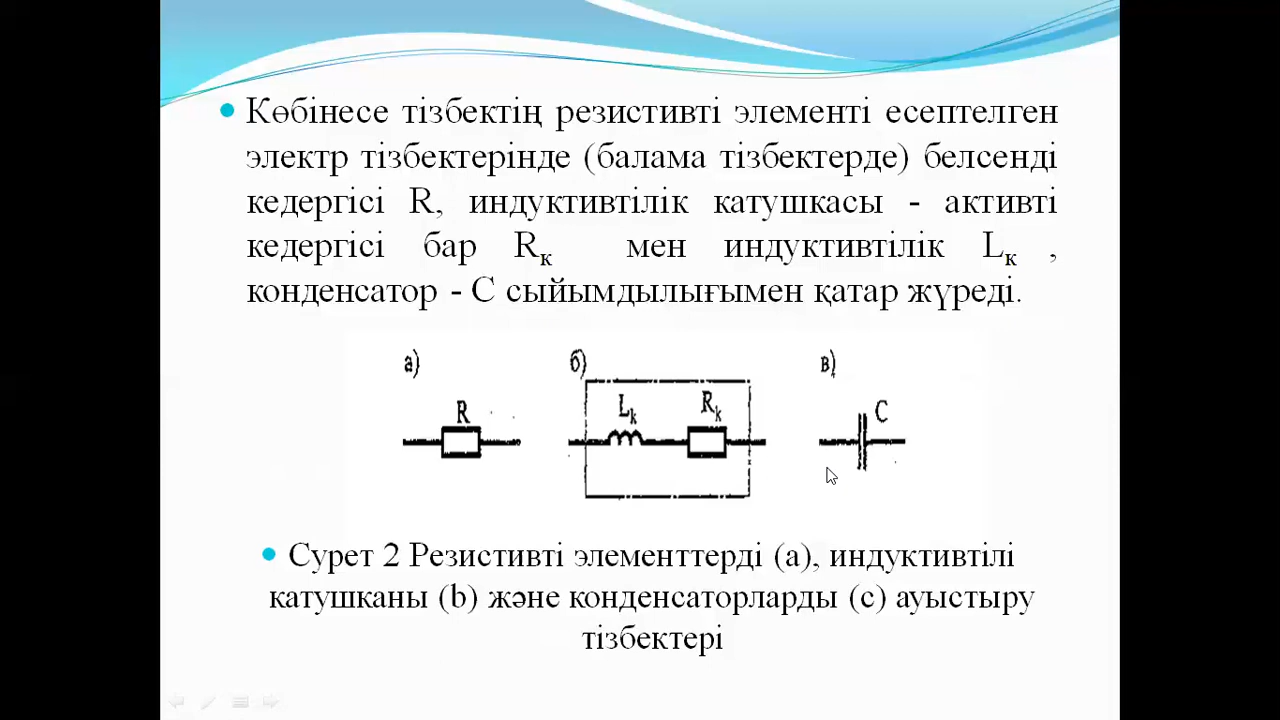 Көбінесе тізбектің резистивті элементі есептелген
электр тізбектерінде (балама тізбектерде) белсенді
кедергісі R, индуктивтілік катушкасы - активті
кедергісі бар Rк мен индуктивтілік Lк ,
конденсатор - С сыйымдылығымен қатар жүреді.
а) б) в)
R Lk Rk C
Сурет 2 Резистивті элементтерді (а), индуктивтілі
катушканы (b) және конденсаторларды (с) ауыстыру
тізбектері